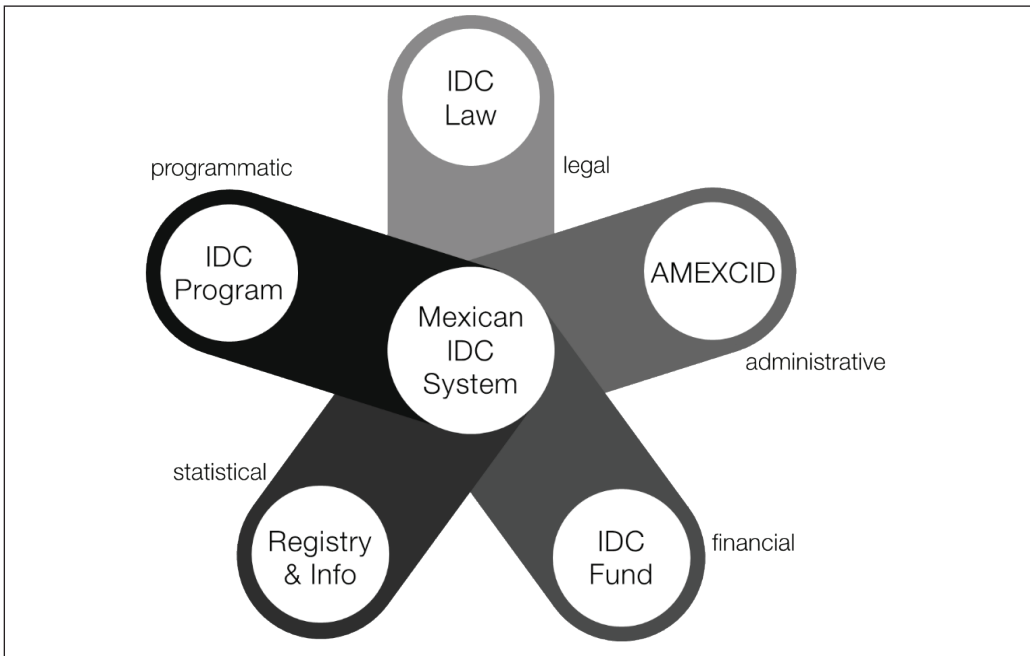 IDC
Law
legal
programmatic
IDC
Program
AMEXCID
administrative
Mexican
IDC
System
statistical
Registry
& Info
IDC
Fund
financial